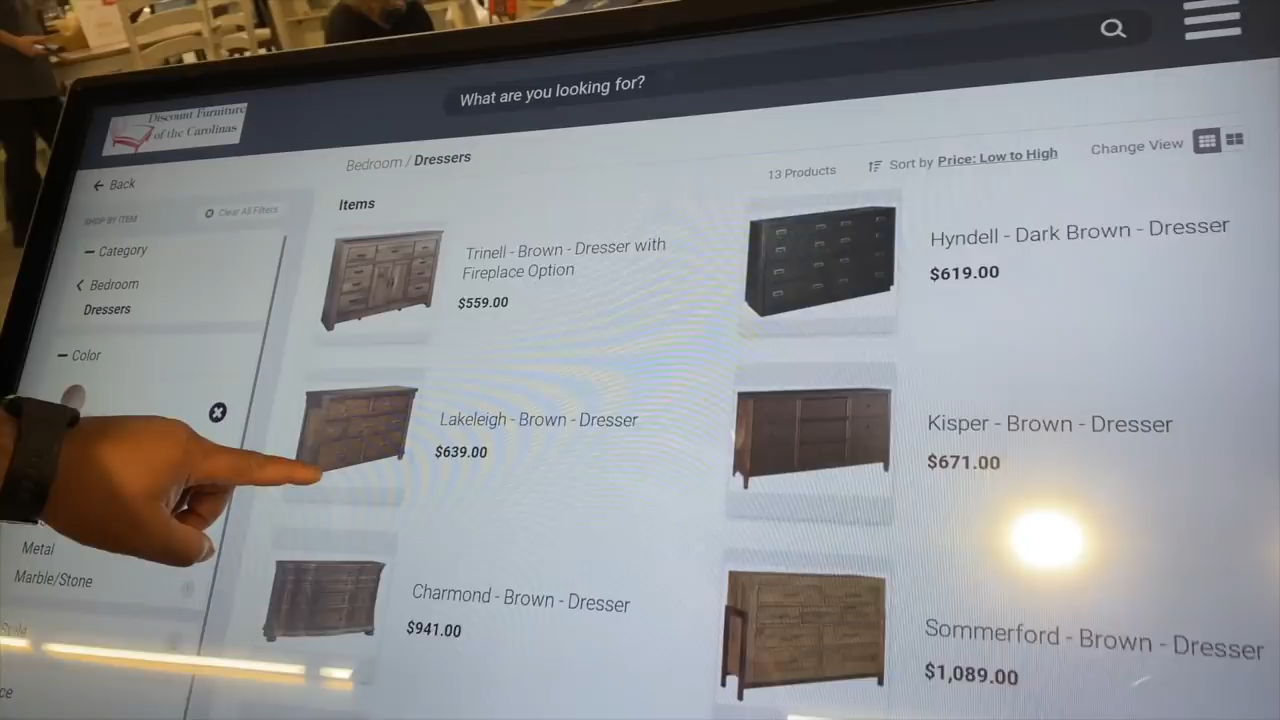 What are you looking for?
Discount Furniture
of the Carolinas
Back
SHOP BY ITEM
Clear All Filters
Category
Bedroom
Dressers
Color
Metal
Marble/Stone
Bedroom / Dressers
13 Products
Sort by Price: Low to High
Change View
Items
Trinell - Brown - Dresser with
Fireplace Option
$559.00
Hyndell - Dark Brown - Dresser
$619.00
Lakeleigh - Brown - Dresser
$639.00
Kisper - Brown - Dresser
$671.00
Charmond - Brown - Dresser
$941.00
Sommerford - Brown - Dresser
$1,089.00